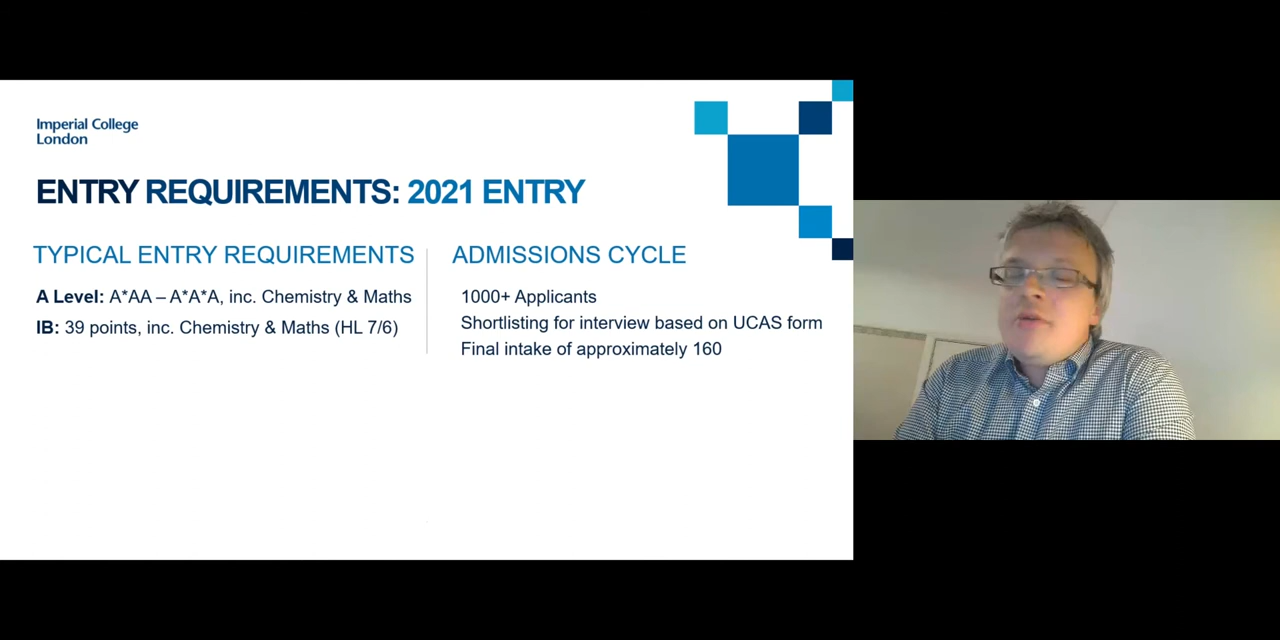 Imperial College
London
ENTRY REQUIREMENTS: 2021 ENTRY
TYPICAL ENTRY REQUIREMENTS
A Level: A*AA – A*A*A, inc. Chemistry & Maths
IB: 39 points, inc. Chemistry & Maths (HL 7/6)
ADMISSIONS CYCLE
1000+ Applicants
Shortlisting for interview based on UCAS form
Final intake of approximately 160